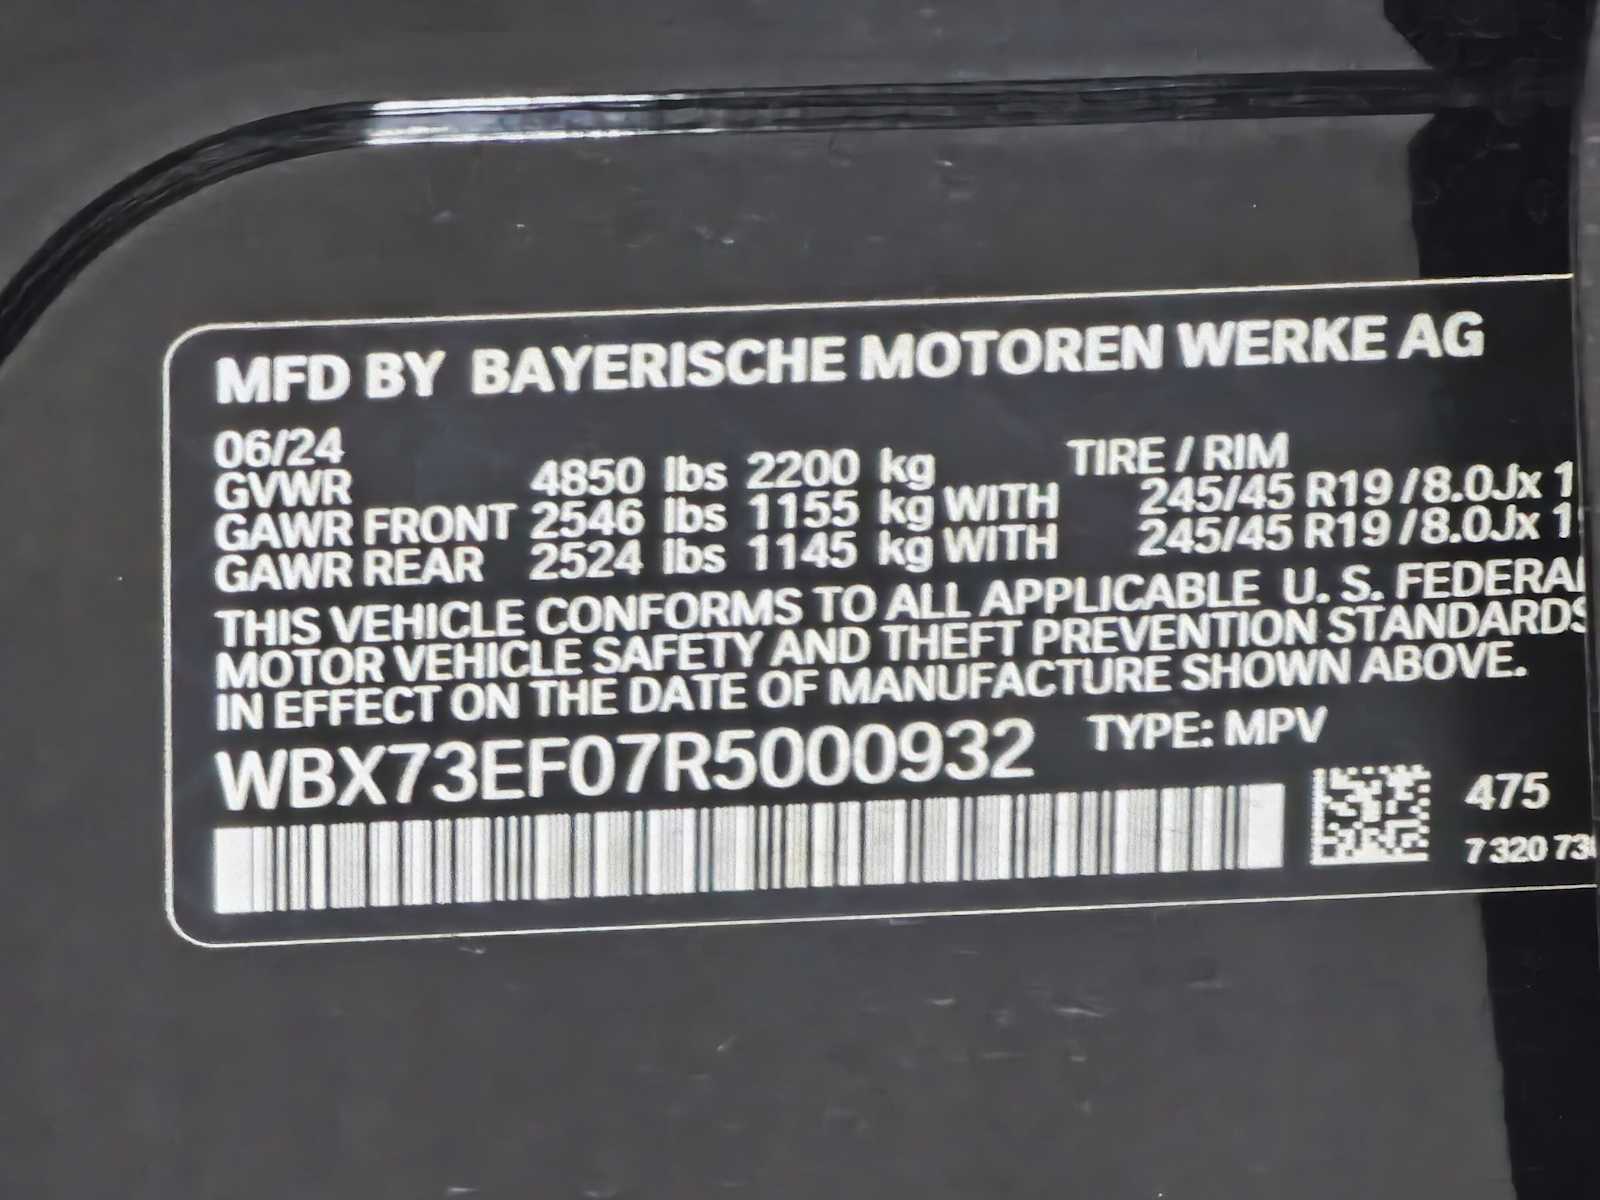 MFD BY BAYERISCHE MOTOREN WERKE AG
06/24 TIRE / RIM
GVWR 4850 lbs 2200 kg
GAWR FRONT 2546 lbs 1155 kg WITH 245/45 R19 / 8.0Jx 1
GAWR REAR 2524 lbs 1145 kg WITH 245/45 R19 / 8.0Jx 1
THIS VEHICLE CONFORMS TO ALL APPLICABLE U. S. FEDERAL
MOTOR VEHICLE SAFETY AND THEFT PREVENTION STANDARDS
IN EFFECT ON THE DATE OF MANUFACTURE SHOWN ABOVE.
WBX73EF07R5000932 TYPE: MPV
475
7 320 73